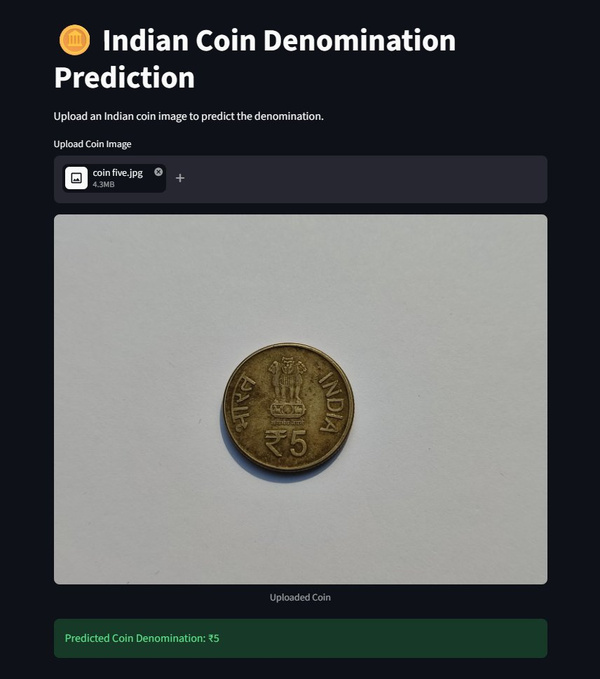 Indian Coin Denomination
Prediction
Upload an Indian coin image to predict the denomination.
Upload Coin Image
coin five.jpg
4.3MB
भारत
INDIA
₹5
Uploaded Coin
Predicted Coin Denomination: ₹5